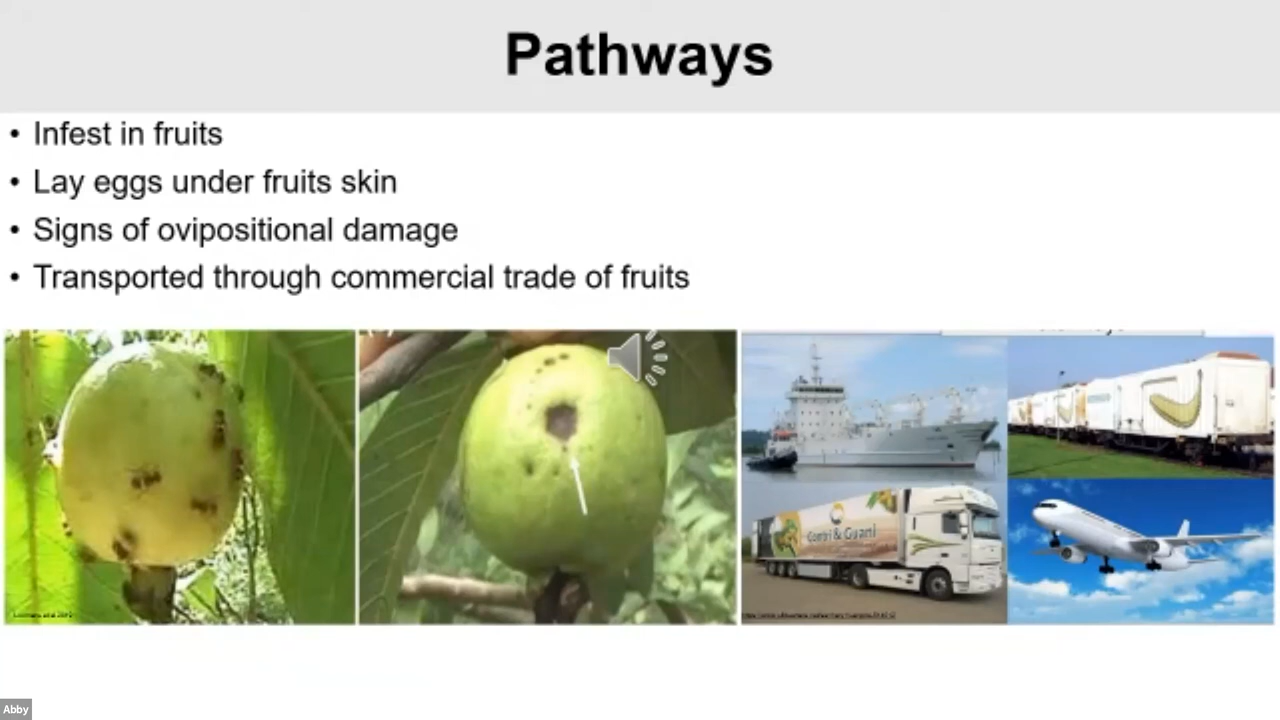 Pathways
• Infest in fruits
• Lay eggs under fruits skin
• Signs of ovipositional damage
• Transported through commercial trade of fruits
Contri & Guani
Abby